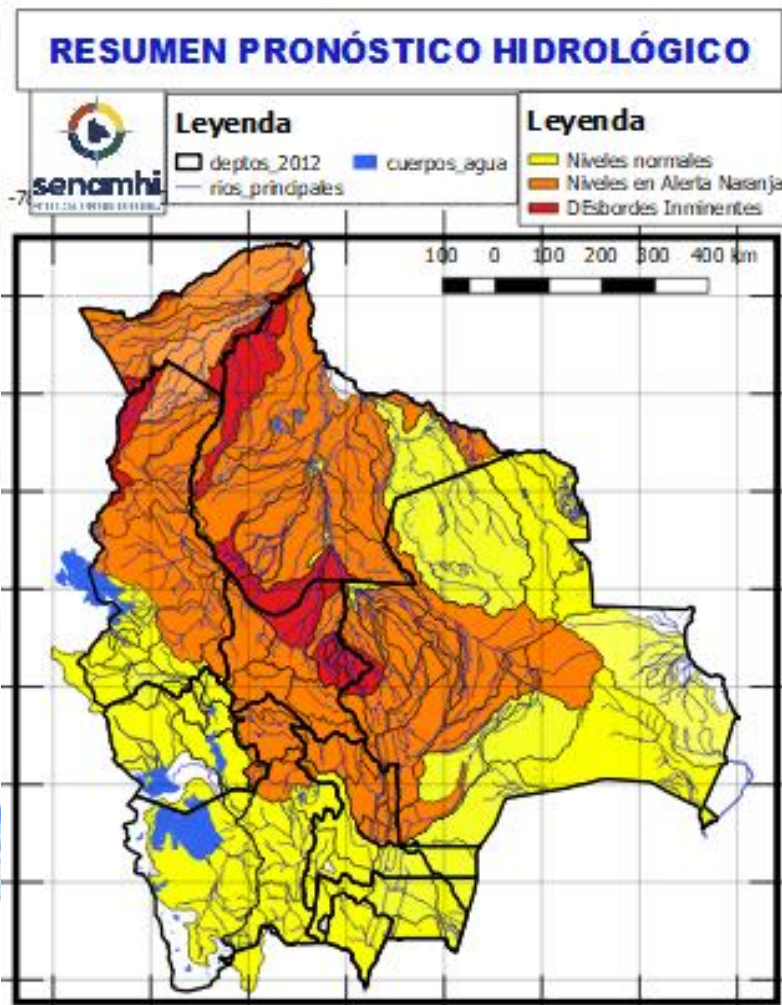 RESUMEN PRONÓSTICO HIDROLÓGICO
senamhi
Leyenda
deptos_2012
cuerpos_agua
rios_principales
Leyenda
Niveles normales
Niveles en Alerta Naranja
DEsbordes Inminentes
100 0 100 200 300 400 km